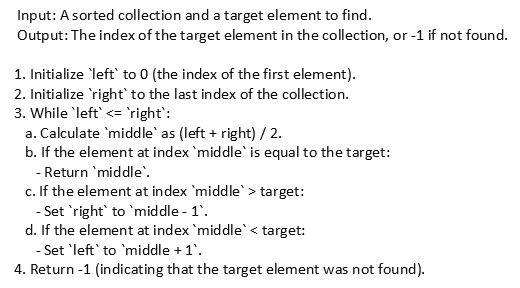 Input: A sorted collection and a target element to find.
Output: The index of the target element in the collection, or -1 if not found.
1. Initialize `left` to 0 (the index of the first element).
2. Initialize `right` to the last index of the collection.
3. While `left` <= `right`:
a. Calculate `middle` as (left + right) / 2.
b. If the element at index `middle` is equal to the target:
- Return `middle`.
c. If the element at index `middle` > target:
- Set `right` to `middle - 1`.
d. If the element at index `middle` < target:
- Set `left` to `middle + 1`.
4. Return -1 (indicating that the target element was not found).